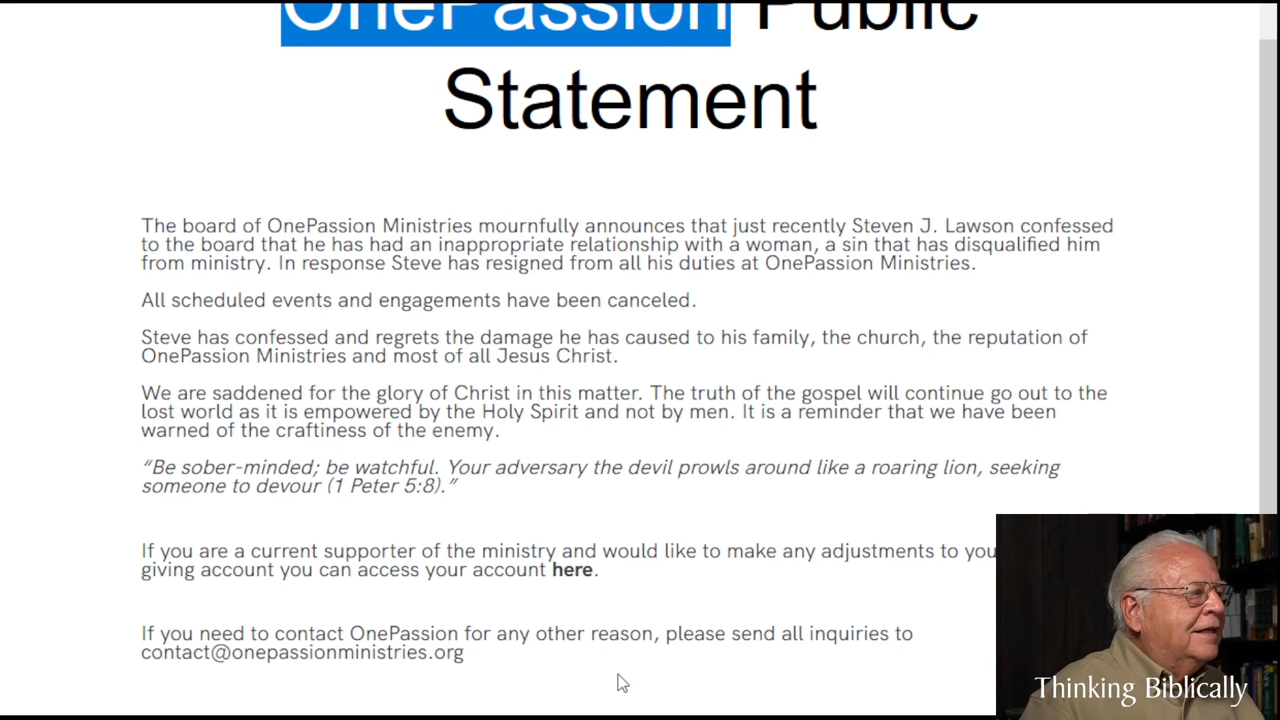 OnePassion Public
Statement
The board of OnePassion Ministries mournfully announces that just recently Steven J. Lawson confessed
to the board that he has had an inappropriate relationship with a woman, a sin that has disqualified him
from ministry. In response Steve has resigned from all his duties at OnePassion Ministries.
All scheduled events and engagements have been canceled.
Steve has confessed and regrets the damage he has caused to his family, the church, the reputation of
OnePassion Ministries and most of all Jesus Christ.
We are saddened for the glory of Christ in this matter. The truth of the gospel will continue go out to the
lost world as it is empowered by the Holy Spirit and not by men. It is a reminder that we have been
warned of the craftiness of the enemy.
“Be sober-minded; be watchful. Your adversary the devil prowls around like a roaring lion, seeking
someone to devour (1 Peter 5:8).”
If you are a current supporter of the ministry and would like to make any adjustments to you
giving account you can access your account here.
If you need to contact OnePassion for any other reason, please send all inquiries to
contact@onepassionministries.org
Thinking Biblically